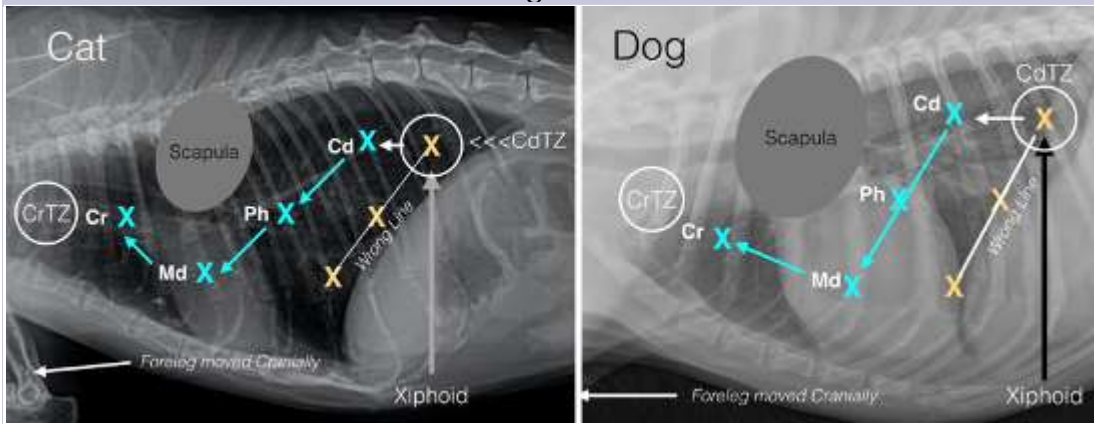 Cat
Scapula
Cd
X
X
<<<CdTZ
CrTZ
Cr
X
Ph
X
X
Wrong Line
Md
X
X
Foreleg moved Cranially
Xiphoid
Dog
CdTZ
Scapula
Cd
X
X
CrTZ
Ph
X
X
Cr
X
Wrong Line
Md
X
X
Foreleg moved Cranially
Xiphoid